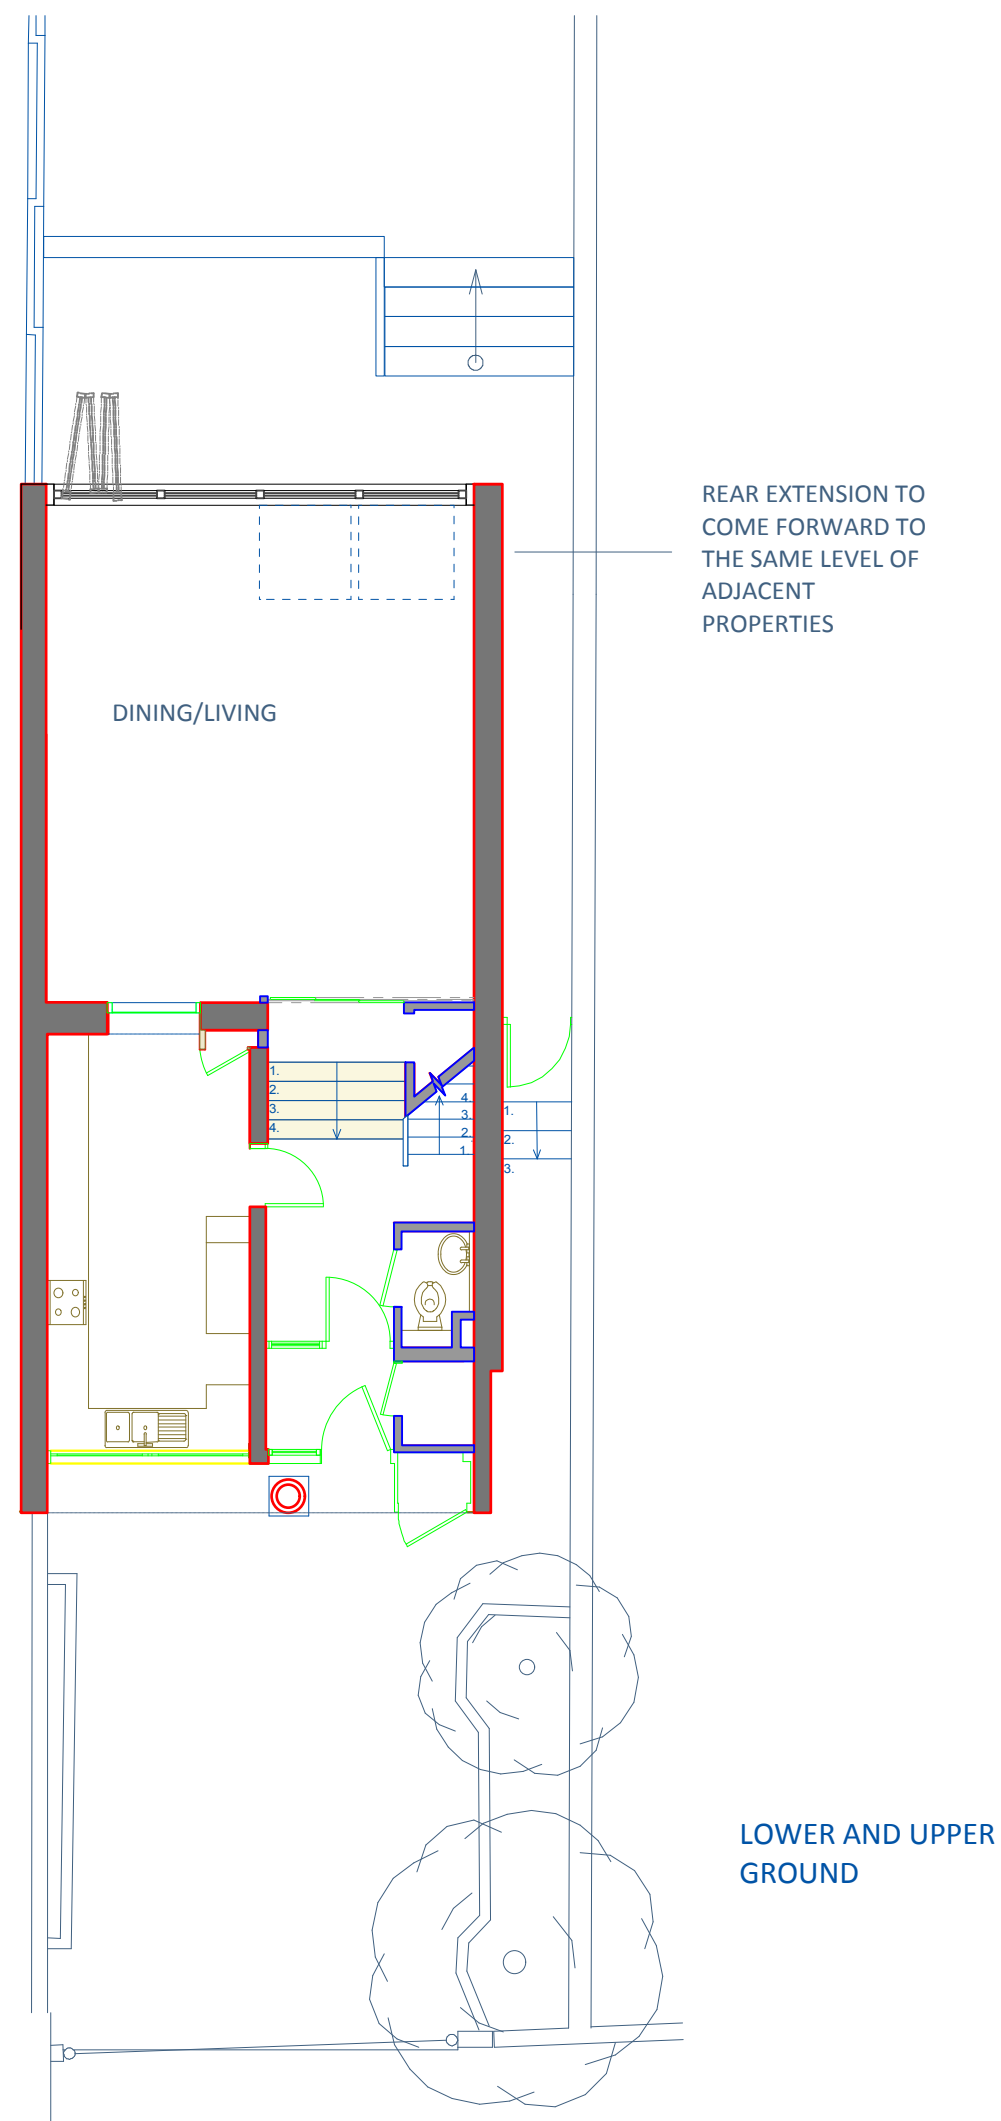 REAR EXTENSION TO
COME FORWARD TO
THE SAME LEVEL OF
ADJACENT
PROPERTIES
DINING/LIVING
1.
2.
3.
4.
4.
3.
2.
1.
1.
2.
3.
LOWER AND UPPER
GROUND